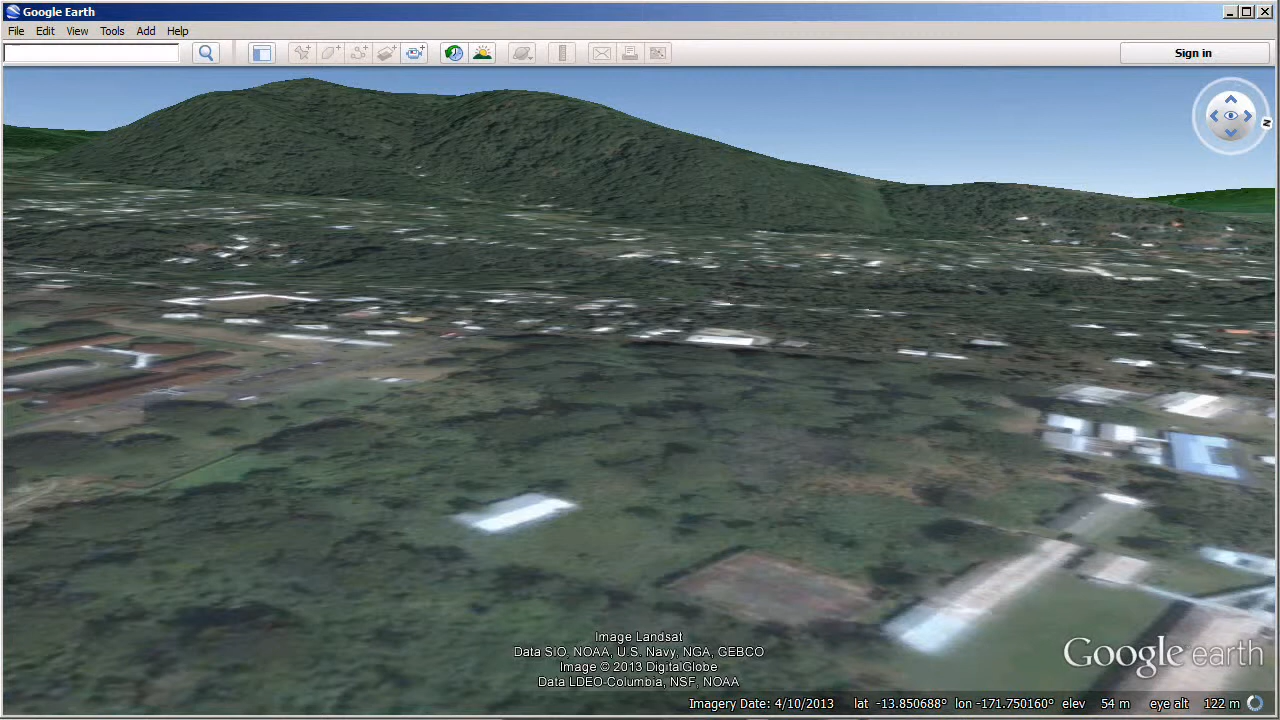 Google Earth
File Edit View Tools Add Help
Sign in
N
Image Landsat
Data SIO, NOAA, U.S. Navy, NGA, GEBCO
Image © 2013 DigitalGlobe
Data LDEO-Columbia, NSF, NOAA
Google earth
Imagery Date: 4/10/2013 lat -13.850688° lon -171.750160° elev 54 m eye alt 122 m